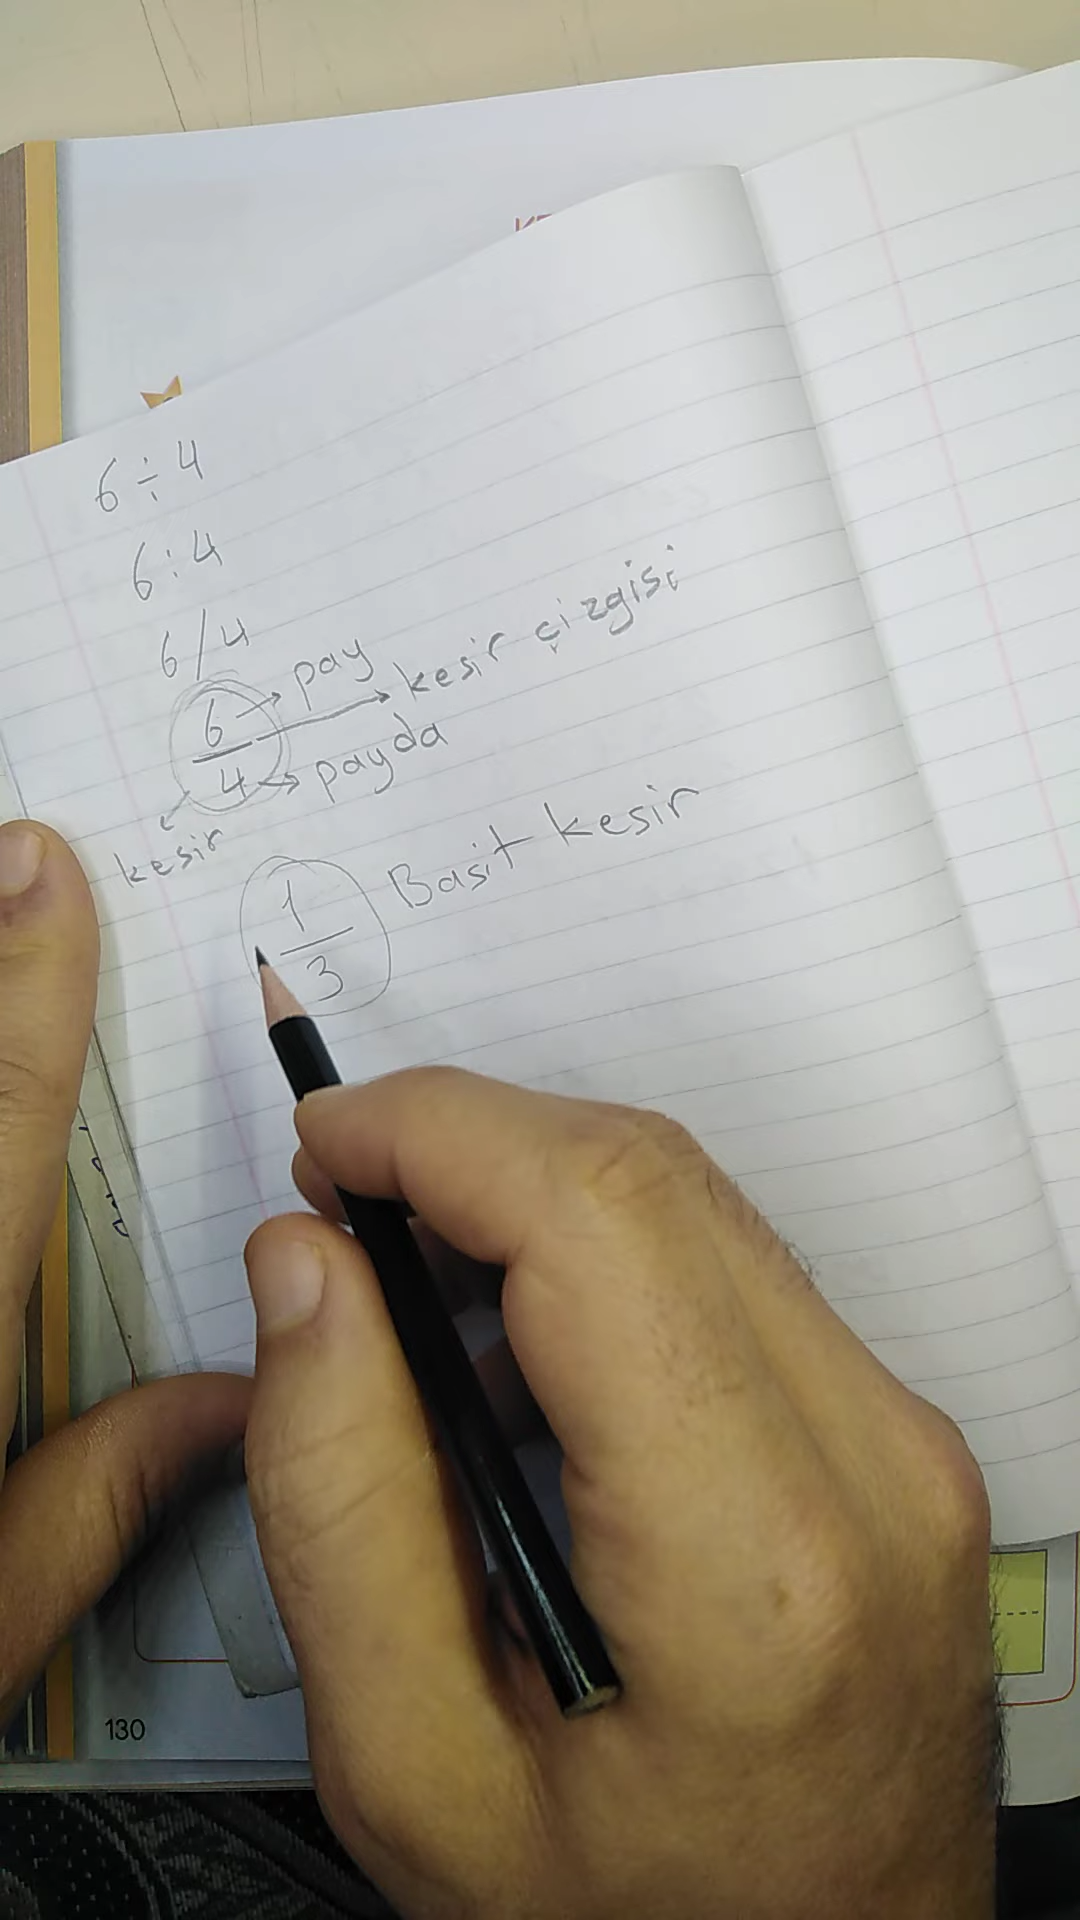 6 ÷ 4
6 : 4
6 / 4
6 → pay
→ kesir çizgisi
4 → payda
kesir
1 Basit kesir
3
130